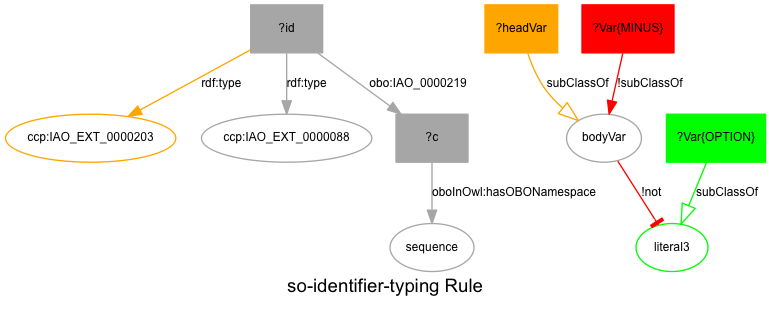 ?id
?headVar
?Var{MINUS}
rdf:type
rdf:type
obo:IAO_0000219
subClassOf
!subClassOf
ccp:IAO_EXT_0000203
ccp:IAO_EXT_0000088
?c
bodyVar
?Var{OPTION}
oboInOwl:hasOBONamespace
!not
subClassOf
sequence
literal3
so-identifier-typing Rule